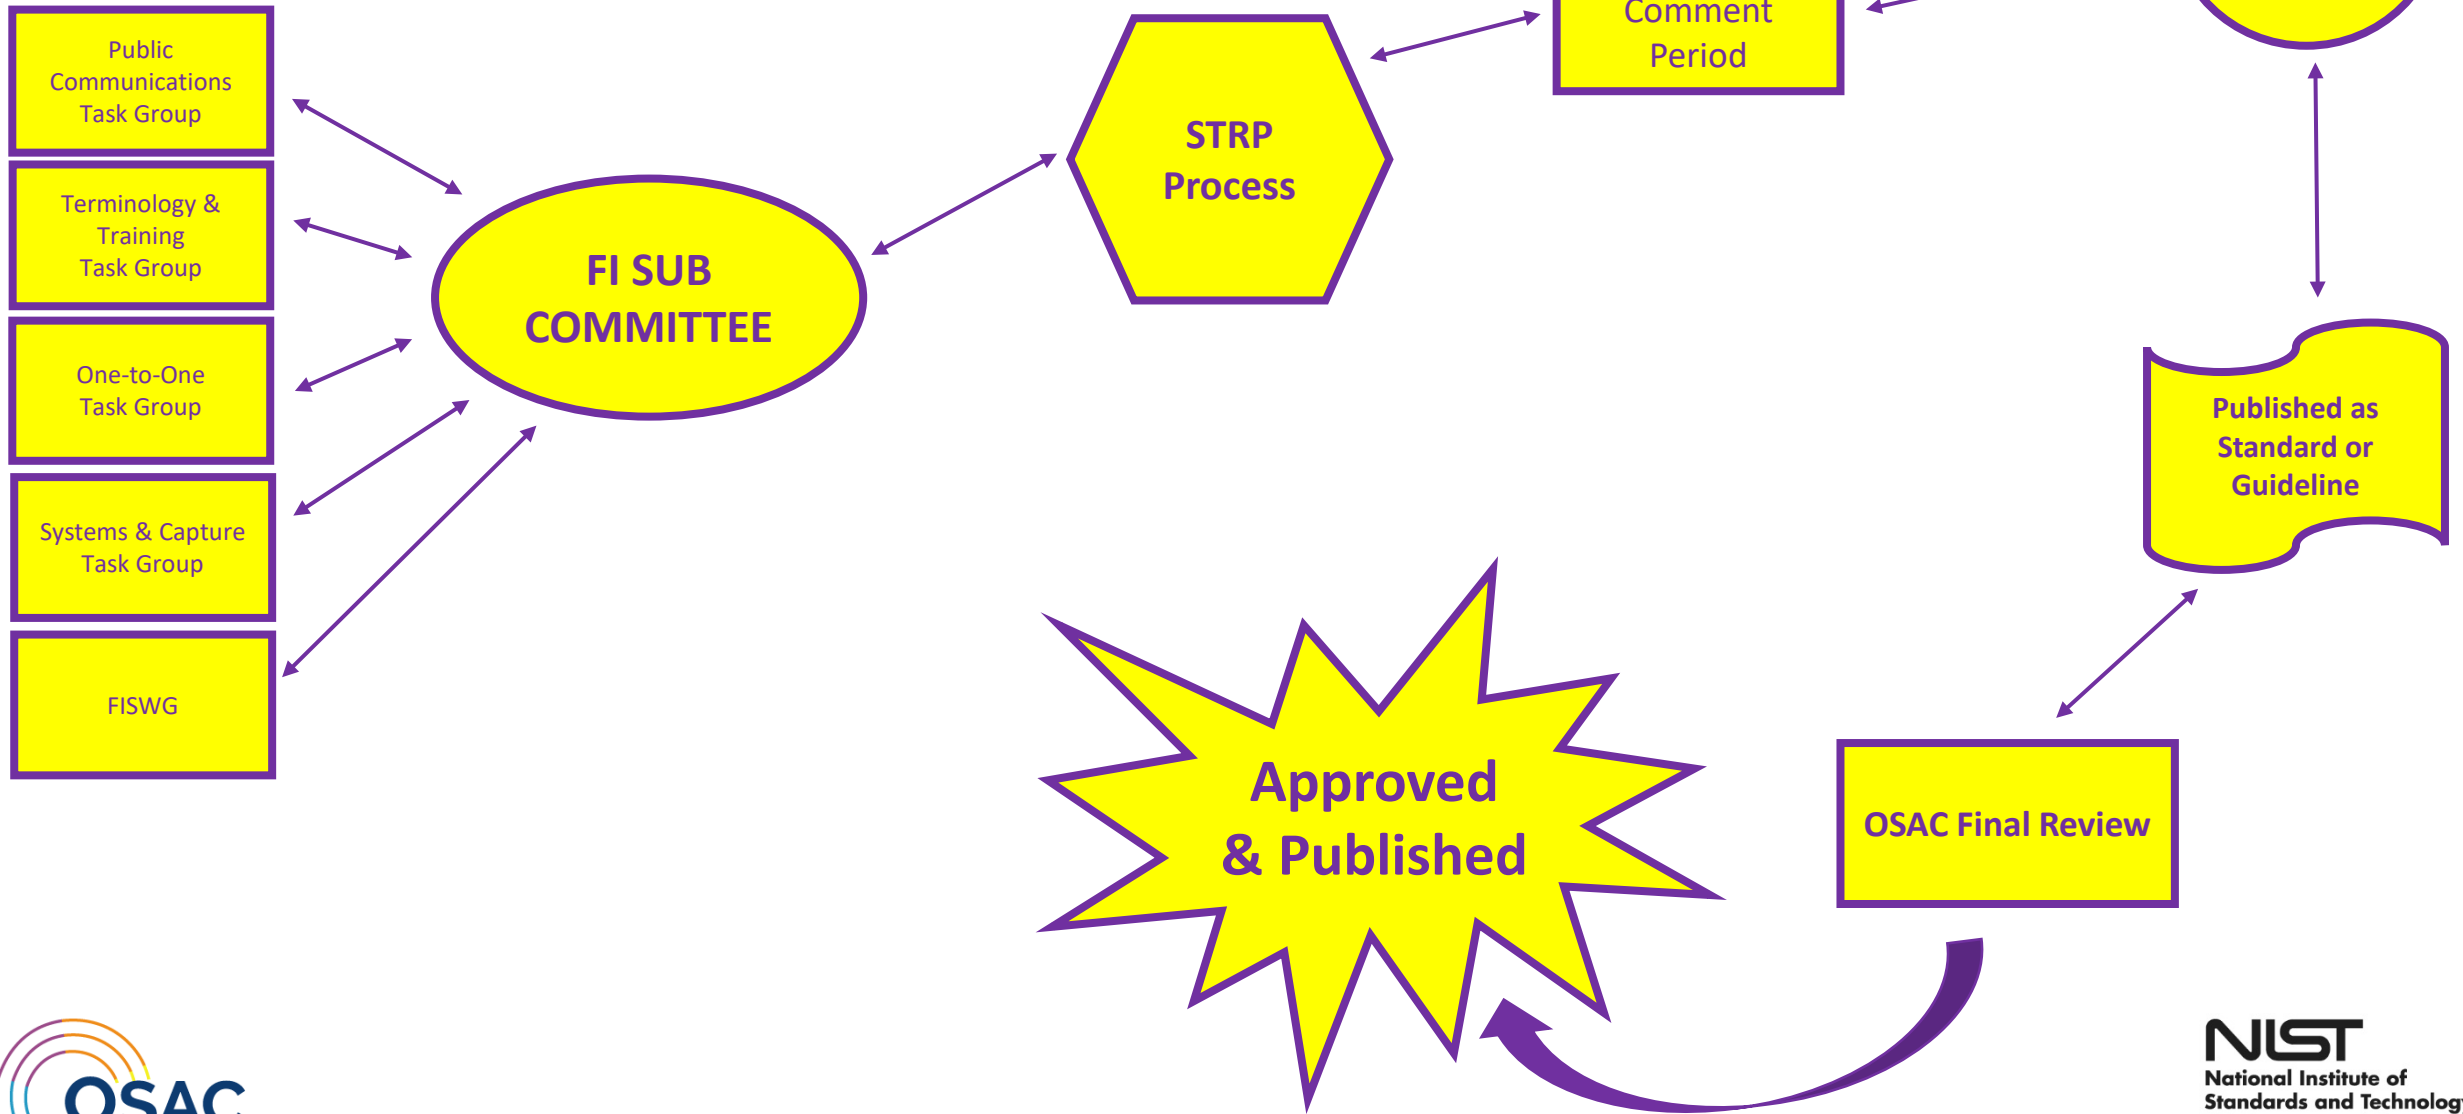 Public
Communications
Task Group
Terminology &
Training
Task Group
One-to-One
Task Group
Systems & Capture
Task Group
FISWG
FI SUB
COMMITTEE
STRP
Process
Comment
Period
Published as
Standard or
Guideline
OSAC Final Review
Approved
& Published
OSAC
NIST
National Institute of
Standards and Technolog